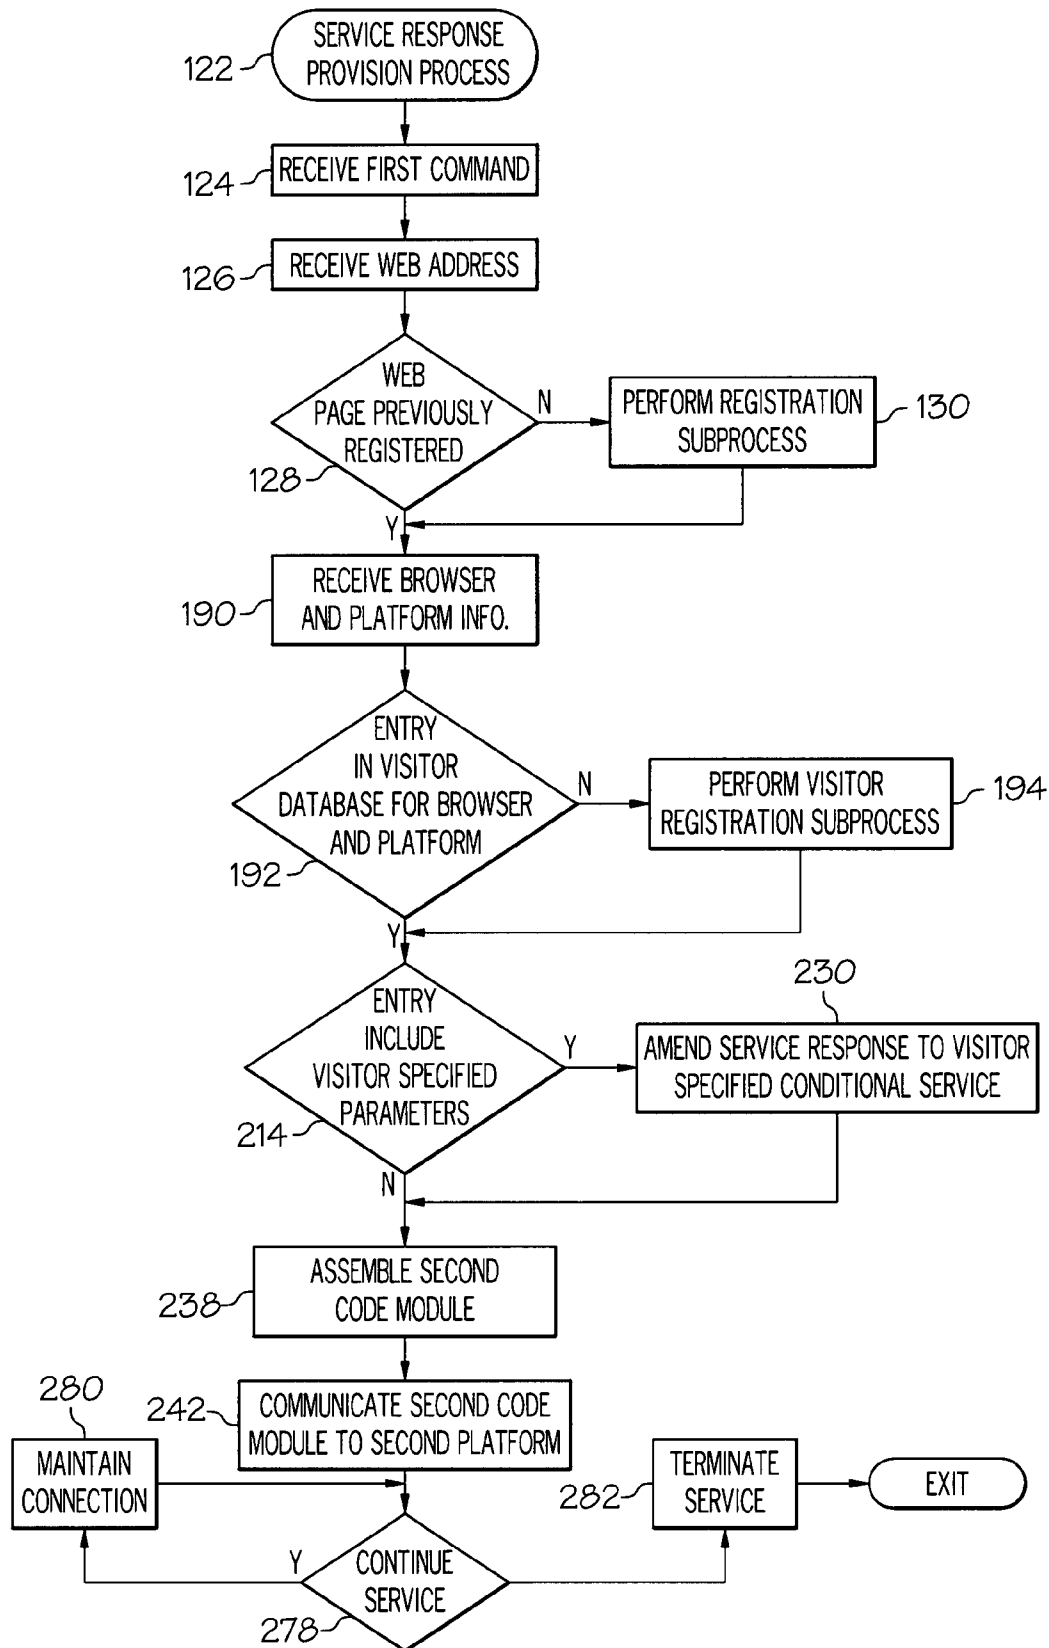 SERVICE RESPONSE
PROVISION PROCESS
122
RECEIVE FIRST COMMAND
124
RECEIVE WEB ADDRESS
126
WEB
PAGE PREVIOUSLY
REGISTERED
128
N
PERFORM REGISTRATION
SUBPROCESS
130
Y
RECEIVE BROWSER
AND PLATFORM INFO.
190
ENTRY
IN VISITOR
DATABASE FOR BROWSER
AND PLATFORM
192
N
PERFORM VISITOR
REGISTRATION SUBPROCESS
194
Y
ENTRY
INCLUDE
VISITOR SPECIFIED
PARAMETERS
214
Y
230
AMEND SERVICE RESPONSE TO VISITOR
SPECIFIED CONDITIONAL SERVICE
N
ASSEMBLE SECOND
CODE MODULE
238
COMMUNICATE SECOND CODE
MODULE TO SECOND PLATFORM
242
280
MAINTAIN
CONNECTION
Y
CONTINUE
SERVICE
278
TERMINATE
SERVICE
282
EXIT